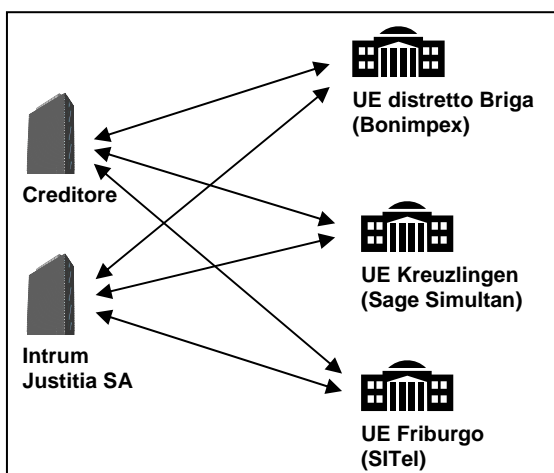 UE distretto Briga
(Bonimpex)
Creditore
UE Kreuzlingen
(Sage Simultan)
Intrum
Justitia SA
UE Friburgo
(SITel)